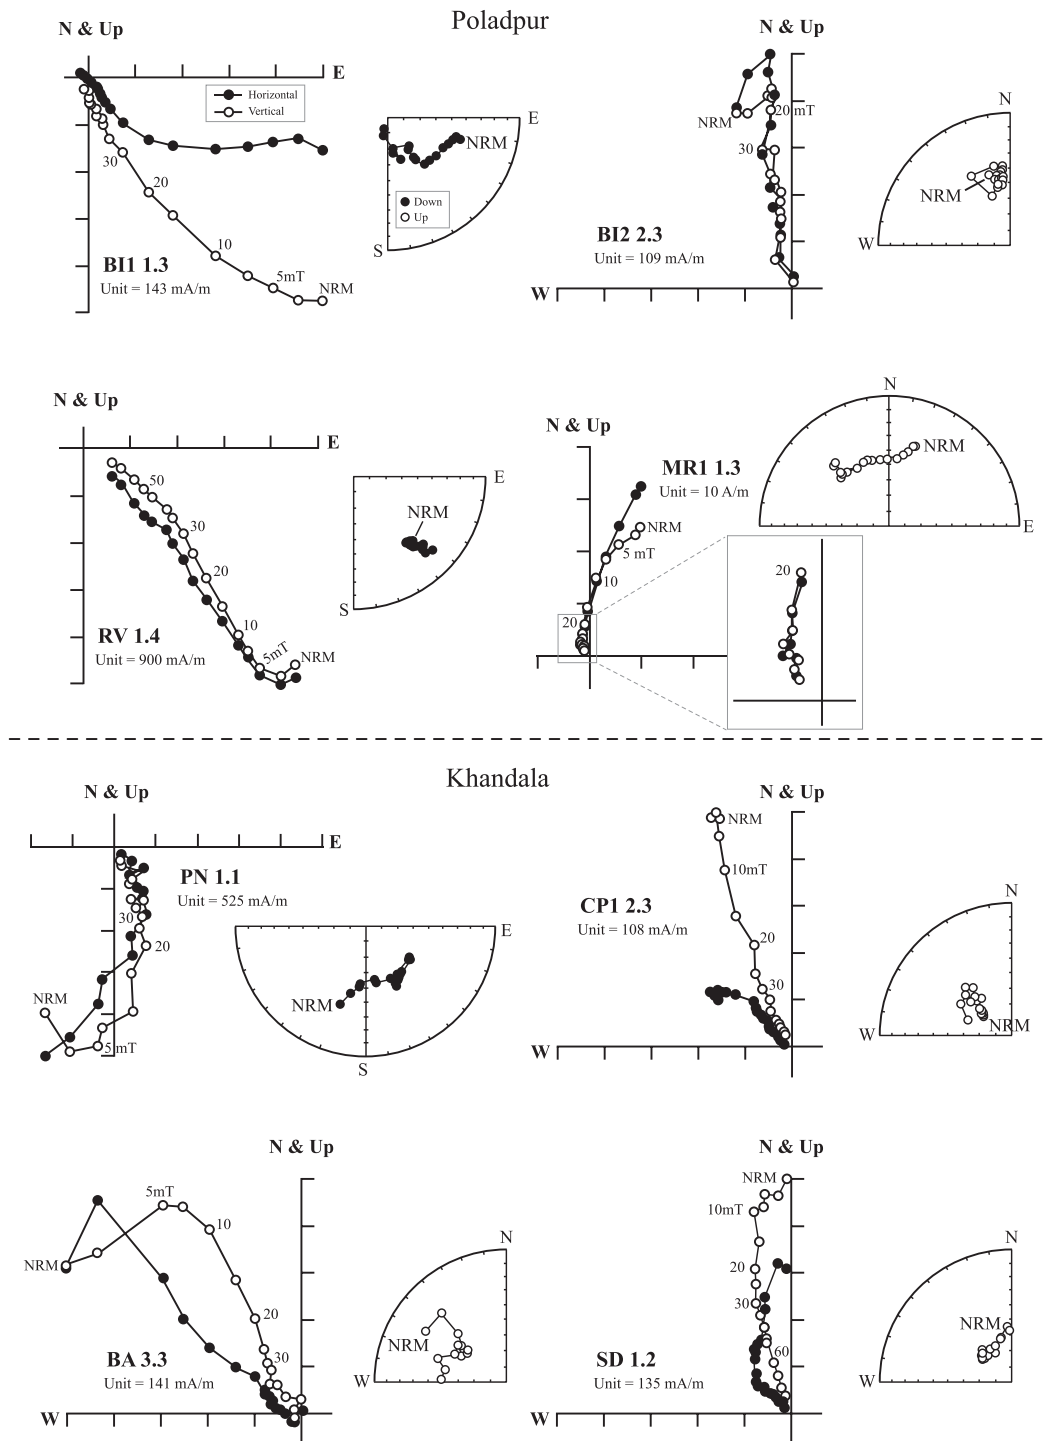 Poladpur
N & Up
E
Horizontal
Vertical
30
20
10
5mT
NRM
BI1 1.3
Unit = 143 mA/m
E
NRM
Down
Up
S
N & Up
20 mT
NRM
30
BI2 2.3
Unit = 109 mA/m
W
N
NRM
W
N & Up
E
50
30
20
10
5mT
NRM
RV 1.4
Unit = 900 mA/m
E
NRM
S
N & Up
MR1 1.3
Unit = 10 A/m
NRM
5 mT
10
20
N
NRM
E
20
Khandala
N & Up
E
PN 1.1
Unit = 525 mA/m
30
20
NRM
5 mT
E
NRM
S
N & Up
NRM
10mT
CP1 2.3
Unit = 108 mA/m
20
30
W
N
NRM
W
N & Up
5mT
10
NRM
20
30
BA 3.3
Unit = 141 mA/m
W
N
NRM
W
N & Up
NRM
10mT
20
30
60
SD 1.2
Unit = 135 mA/m
W
N
NRM
W